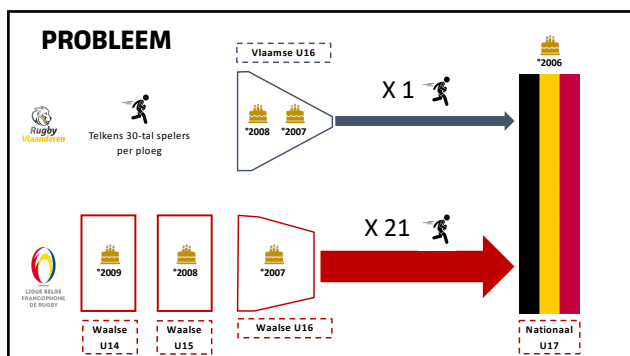 PROBLEEM
Vlaamse U16
°2006
X 1
°2008
°2007
Rugby
Vlaanderen
Telkens 30-tal spelers
per ploeg
X 21
°2009
°2008
°2007
LIGUE BELGE
FRANCOPHONE
DE RUGBY
Waalse
U14
Waalse
U15
Waalse U16
Nationaal
U17